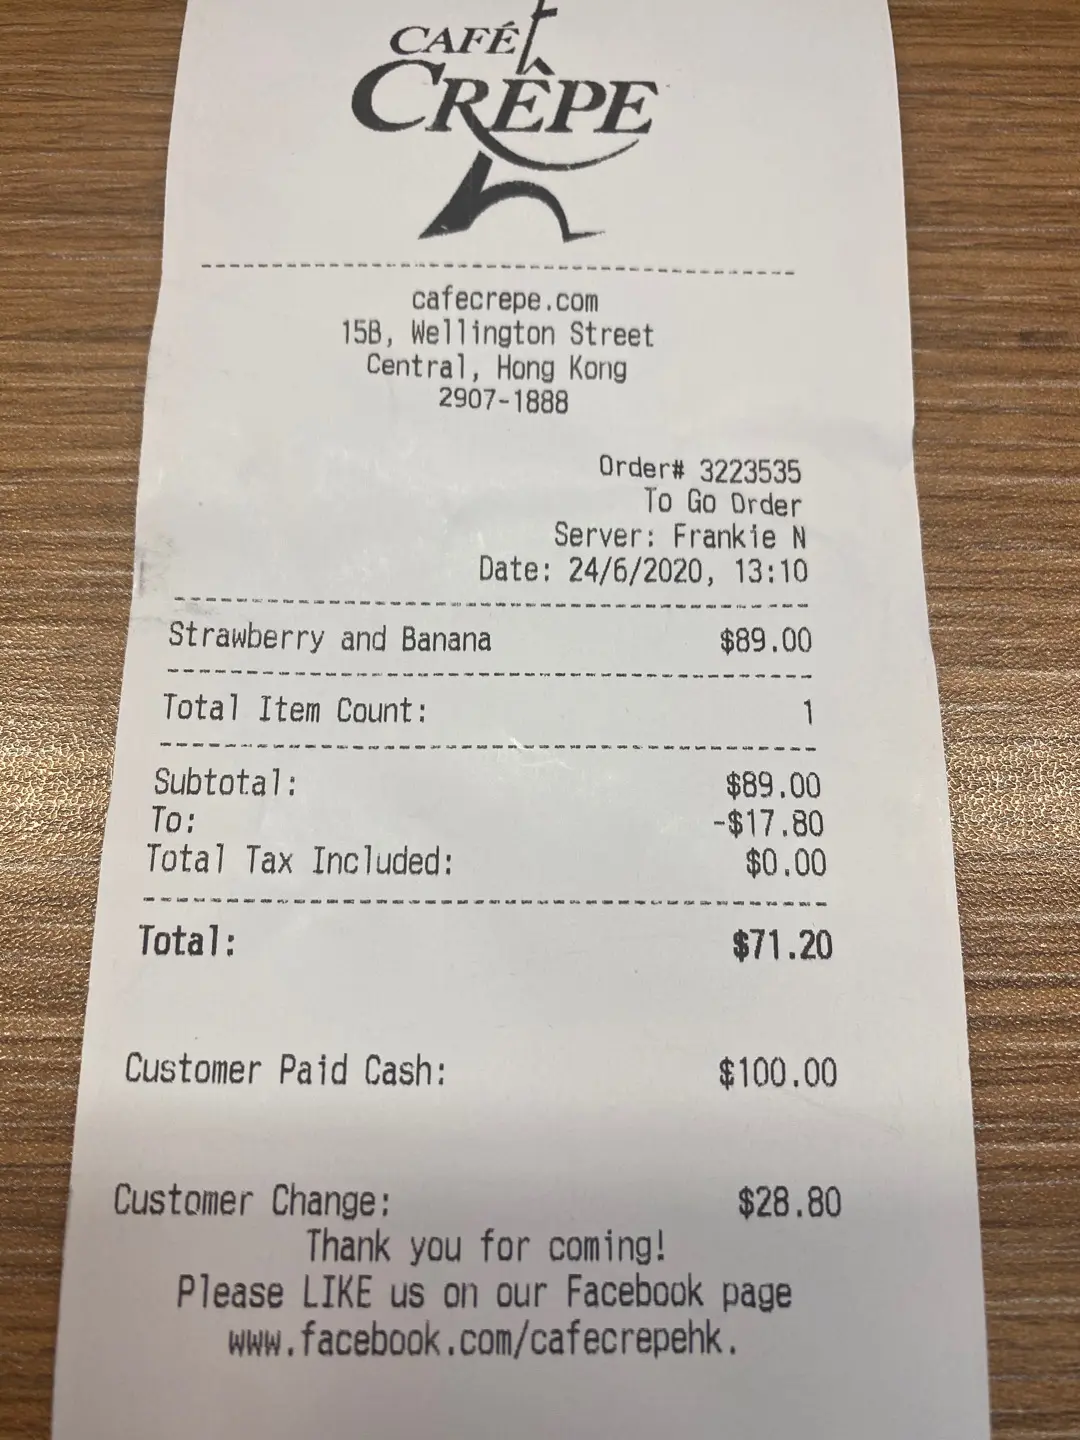 CAFÉ
CRÊPE
cafecrepe.com
15B, Wellington Street
Central, Hong Kong
2907-1888
Order# 3223535
To Go Order
Server: Frankie N
Date: 24/6/2020, 13:10
Strawberry and Banana $89.00
Total Item Count: 1
Subtotal: $89.00
To: -$17.80
Total Tax Included: $0.00
Total: $71.20
Customer Paid Cash: $100.00
Customer Change: $28.80
Thank you for coming!
Please LIKE us on our Facebook page
www.facebook.com/cafecrepehk.